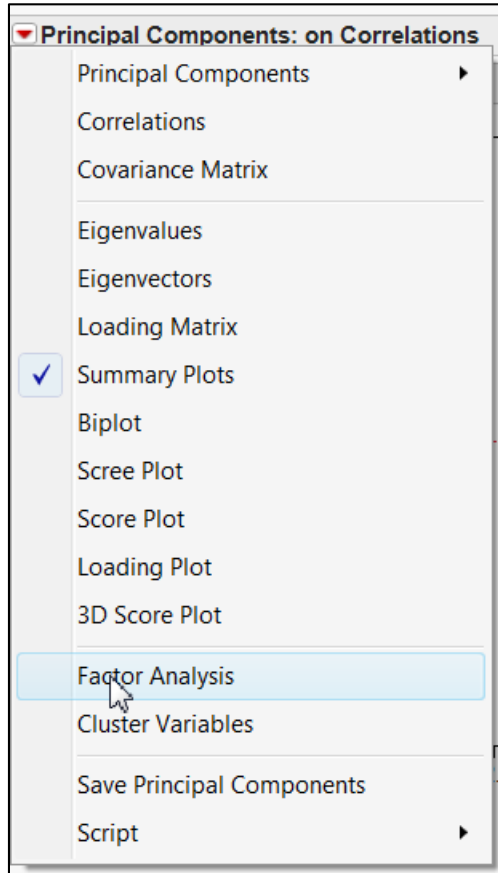 Principal Components: on Correlations
Principal Components
Correlations
Covariance Matrix
Eigenvalues
Eigenvectors
Loading Matrix
Summary Plots
Biplot
Scree Plot
Score Plot
Loading Plot
3D Score Plot
Factor Analysis
Cluster Variables
Save Principal Components
Script